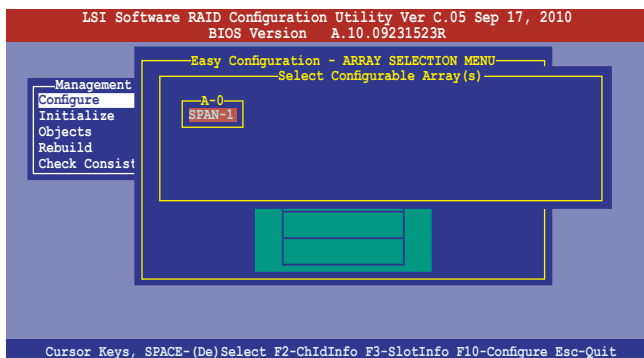 LSI Software RAID Configuration Utility Ver C.05 Sep 17, 2010
BIOS Version A.10.09231523R
Easy Configuration - ARRAY SELECTION MENU
Select Configurable Array(s)
Management
Configure
Initialize
Objects
Rebuild
Check Consist
A-0
SPAN-1
Cursor Keys, SPACE-(De)Select F2-ChIdInfo F3-SlotInfo F10-Configure Esc-Quit